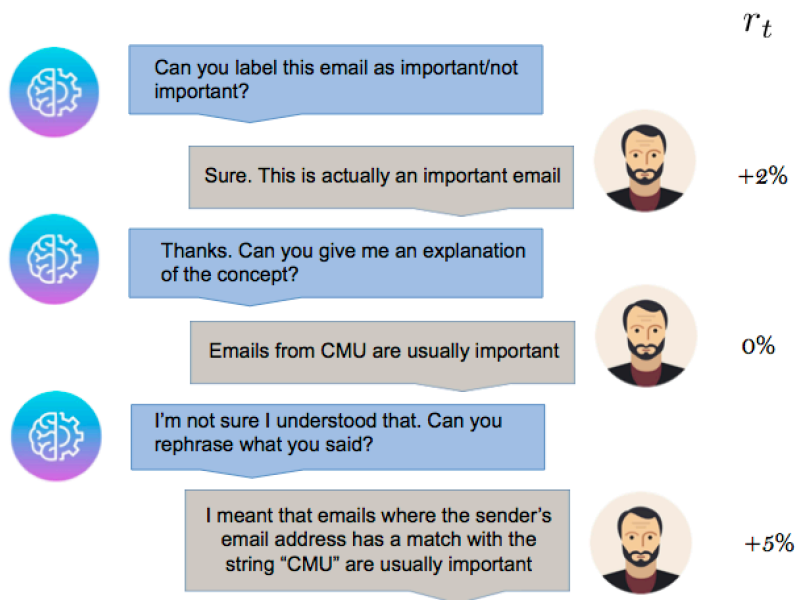 r_t
Can you label this email as important/not
important?
Sure. This is actually an important email
+2%
Thanks. Can you give me an explanation
of the concept?
Emails from CMU are usually important
0%
I'm not sure I understood that. Can you
rephrase what you said?
I meant that emails where the sender's
email address has a match with the
string “CMU” are usually important
+5%